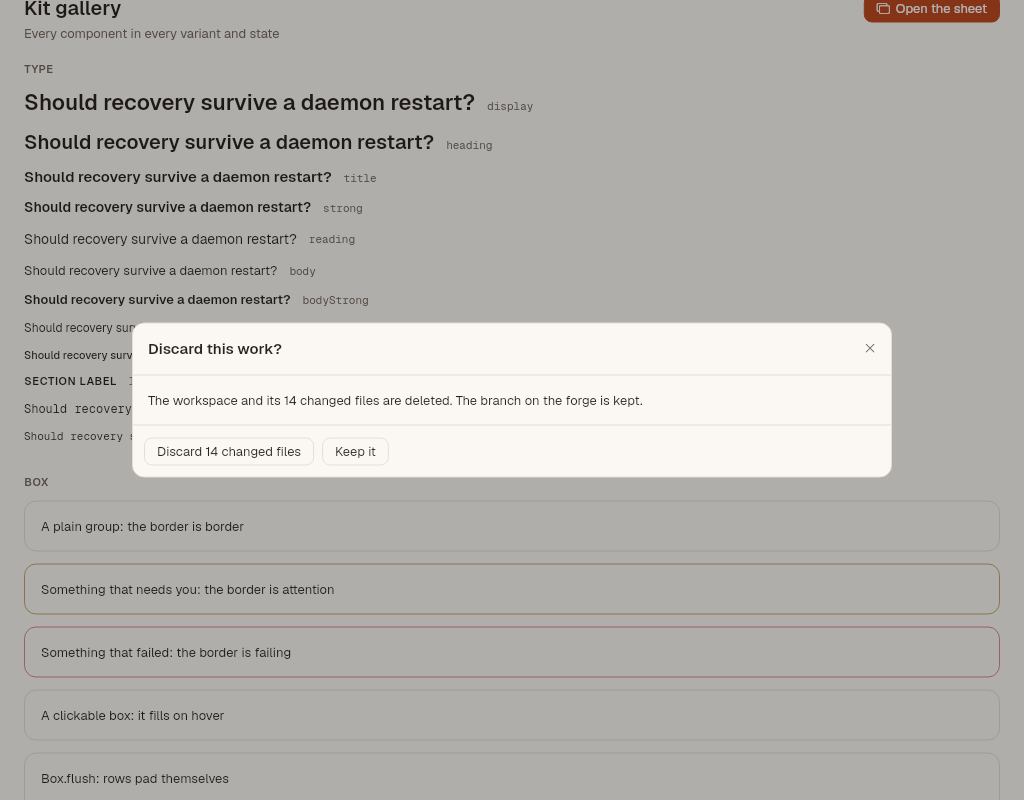 Kit gallery
Open the sheet
Every component in every variant and state
TYPE
Should recovery survive a daemon restart? display
Should recovery survive a daemon restart? heading
Should recovery survive a daemon restart? title
Should recovery survive a daemon restart? strong
Should recovery survive a daemon restart? reading
Should recovery survive a daemon restart? body
Should recovery survive a daemon restart? bodyStrong
Should recovery
Should recovery
SECTION LABEL
Should recovery
Should recovery
Discard this work?
The workspace and its 14 changed files are deleted. The branch on the forge is kept.
Discard 14 changed files
Keep it
BOX
A plain group: the border is border
Something that needs you: the border is attention
Something that failed: the border is failing
A clickable box: it fills on hover
Box.flush: rows pad themselves